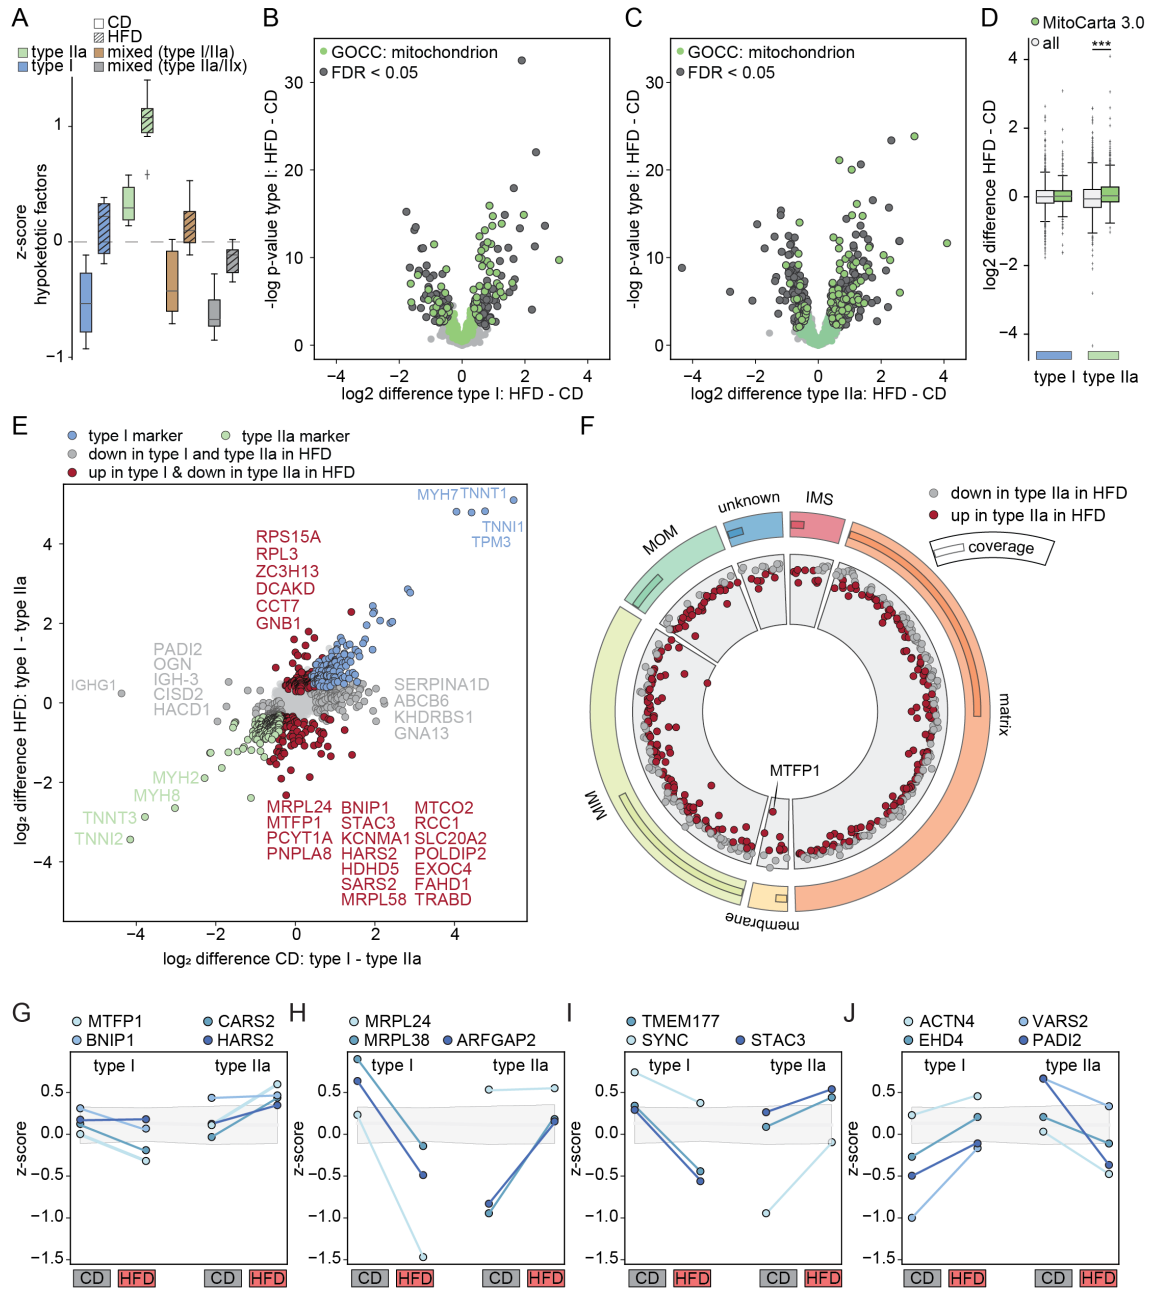 A
CD
HFD
type IIa
mixed (type I/IIa)
type I
mixed (type IIa/IIx)
z-score
hypoketotic factors
1
0
−1
B
GOCC: mitochondrion
FDR < 0.05
-log p-value type I: HFD - CD
30
20
10
0
−4
−2
0
2
4
log2 difference type I: HFD - CD
C
GOCC: mitochondrion
FDR < 0.05
-log p-value type I: HFD - CD
30
20
10
0
−4
−2
0
2
4
log2 difference type IIa: HFD - CD
D
MitoCarta 3.0
all
***
log2 difference HFD - CD
4
2
0
−2
−4
type I
type IIa
E
type I marker
type IIa marker
down in type I and type IIa in HFD
up in type I & down in type IIa in HFD
log₂ difference HFD: type I - type IIa
4
2
0
−2
−4
MYH7
TNNT1
TNNI1
TPM3
RPS15A
RPL3
ZC3H13
DCAKD
CCT7
GNB1
PADI2
OGN
IGH-3
CISD2
HACD1
IGHG1
SERPINA1D
ABCB6
KHDRBS1
GNA13
MYH2
MYH8
TNNT3
TNNI2
MRPL24 BNIP1 MTCO2
MTFP1 STAC3 RCC1
PCYT1A KCNMA1 SLC20A2
PNPLA8 HARS2 POLDIP2
HDHD5 EXOC4
SARS2 FAHD1
MRPL58 TRABD
−4
−2
0
2
4
log₂ difference CD: type I - type IIa
F
down in type IIa in HFD
up in type IIa in HFD
coverage
unknown
IMS
MOM
matrix
MIM
membrane
MTFP1
G
MTFP1
CARS2
BNIP1
HARS2
type I
type IIa
z-score
0.5
0.0
−0.5
−1.0
−1.5
CD
HFD
CD
HFD
H
MRPL24
MRPL38
ARFGAP2
type I
type IIa
z-score
0.5
0.0
−0.5
−1.0
−1.5
CD
HFD
CD
HFD
I
TMEM177
SYNC
STAC3
type I
type IIa
z-score
0.5
0.0
−0.5
−1.0
−1.5
CD
HFD
CD
HFD
J
ACTN4
VARS2
EHD4
PADI2
type I
type IIa
z-score
0.5
0.0
−0.5
−1.0
−1.5
CD
HFD
CD
HFD